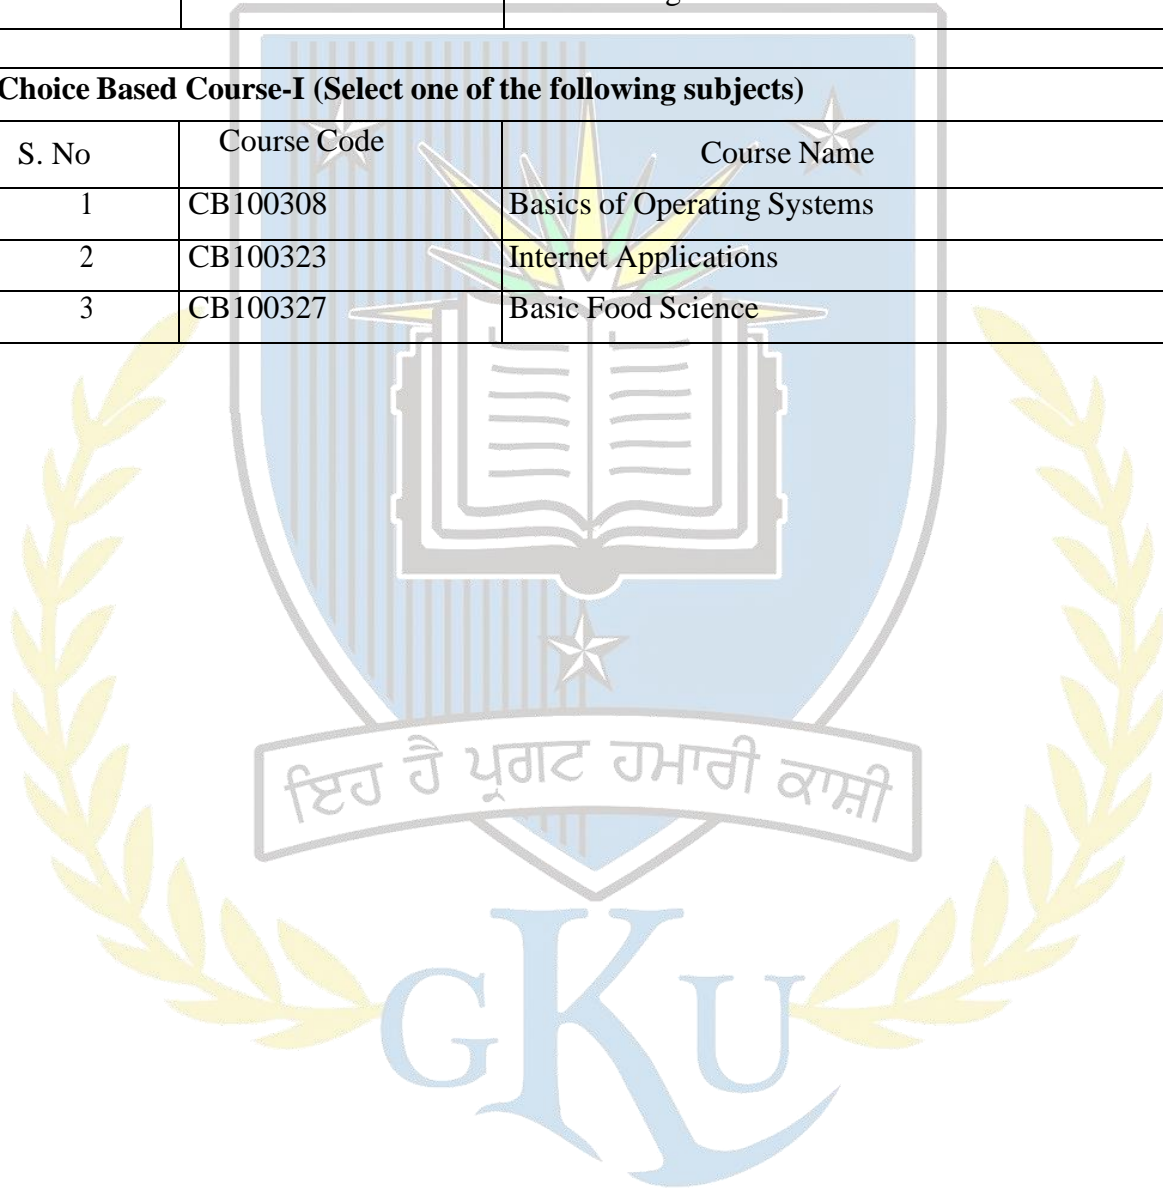 Choice Based Course-I (Select one of the following subjects)
S. No Course Code Course Name
1 CB100308 Basics of Operating Systems
2 CB100323 Internet Applications
3 CB100327 Basic Food Science
ਇਹ ਹੈ ਪ੍ਰਗਟ ਹਮਾਰੀ ਕਾਸ਼ੀ
GKU